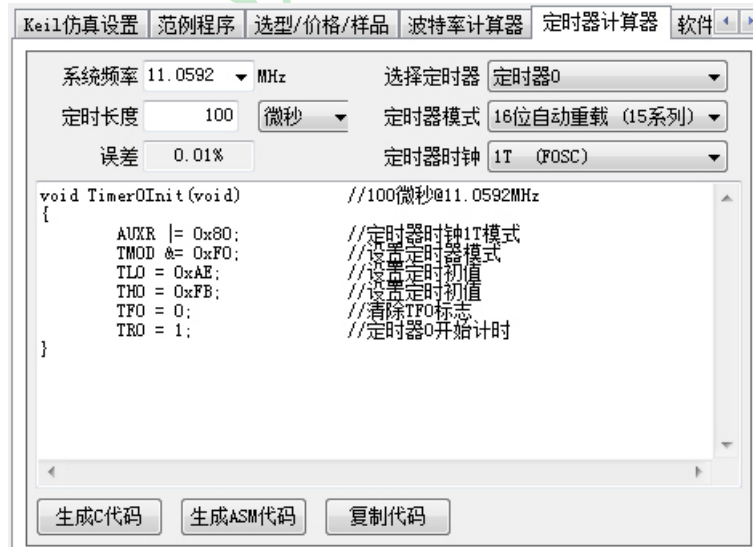 Keil仿真设置 范例程序 选型/价格/样品 波特率计算器 定时器计算器 软件
系统频率 11.0592 MHz 选择定时器 定时器0
定时长度 100 微秒 定时器模式 16位自动重载 (15系列)
误差 0.01% 定时器时钟 1T (FOSC)
void Timer0Init(void) //100微秒@11.0592MHz
{
AUXR |= 0x80; //定时器时钟1T模式
TMOD &= 0xF0; //设置定时器模式
TL0 = 0xAE; //设置定时初值
TH0 = 0xFB; //设置定时初值
TF0 = 0; //清除TF0标志
TR0 = 1; //定时器0开始计时
}
生成C代码 生成ASM代码 复制代码